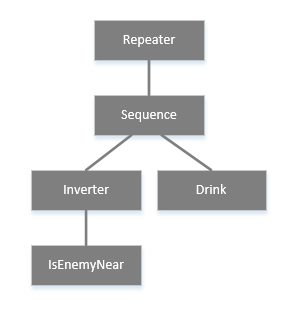 Repeater
Sequence
Inverter
Drink
IsEnemyNear